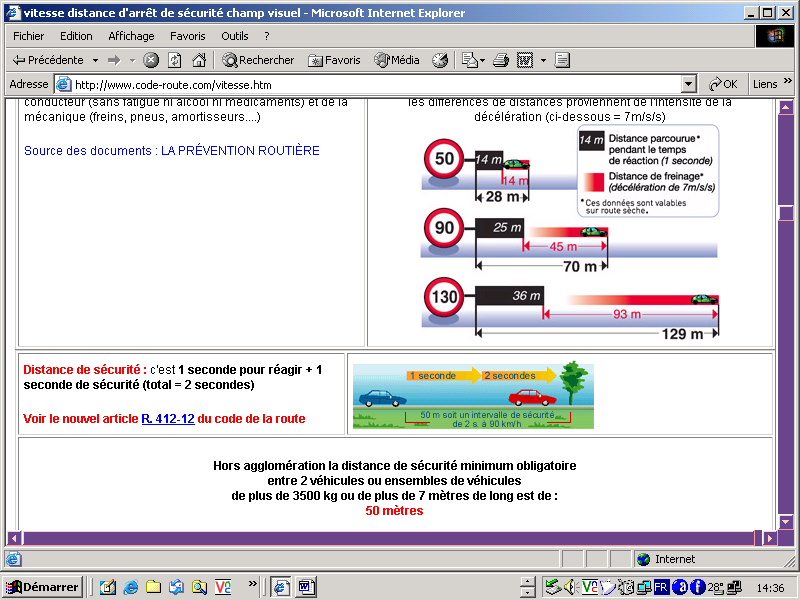 vitesse distance d'arrêt de sécurité champ visuel - Microsoft Internet Explorer
Fichier Edition Affichage Favoris Outils ?
Précédente Rechercher Favoris Média
Adresse http://www.code-route.com/vitesse.htm OK Liens »
conducteur (sans fatigue ni alcool ni médicaments) et de la
mécanique (freins, pneus, amortisseurs....)
Source des documents : LA PRÉVENTION ROUTIÈRE
les différences de distances proviennent de l'intensité de la
décélération (ci-dessous = 7m/s/s)
14 m Distance parcourue*
pendant le temps
de réaction (1 seconde)
Distance de freinage*
(décélération de 7m/s/s)
*Ces données sont valables
sur route sèche.
50 14 m
14 m
28 m
90 25 m
45 m
70 m
130 36 m
93 m
129 m
Distance de sécurité : c'est 1 seconde pour réagir + 1
seconde de sécurité (total = 2 secondes)
Voir le nouvel article R. 412-12 du code de la route
1 seconde 2 secondes
50 m soit un intervalle de sécurité
de 2 s. à 90 km/h
Hors agglomération la distance de sécurité minimum obligatoire
entre 2 véhicules ou ensembles de véhicules
de plus de 3500 kg ou de plus de 7 mètres de long est de :
50 mètres
Internet
Démarrer » FR 28° 14:36